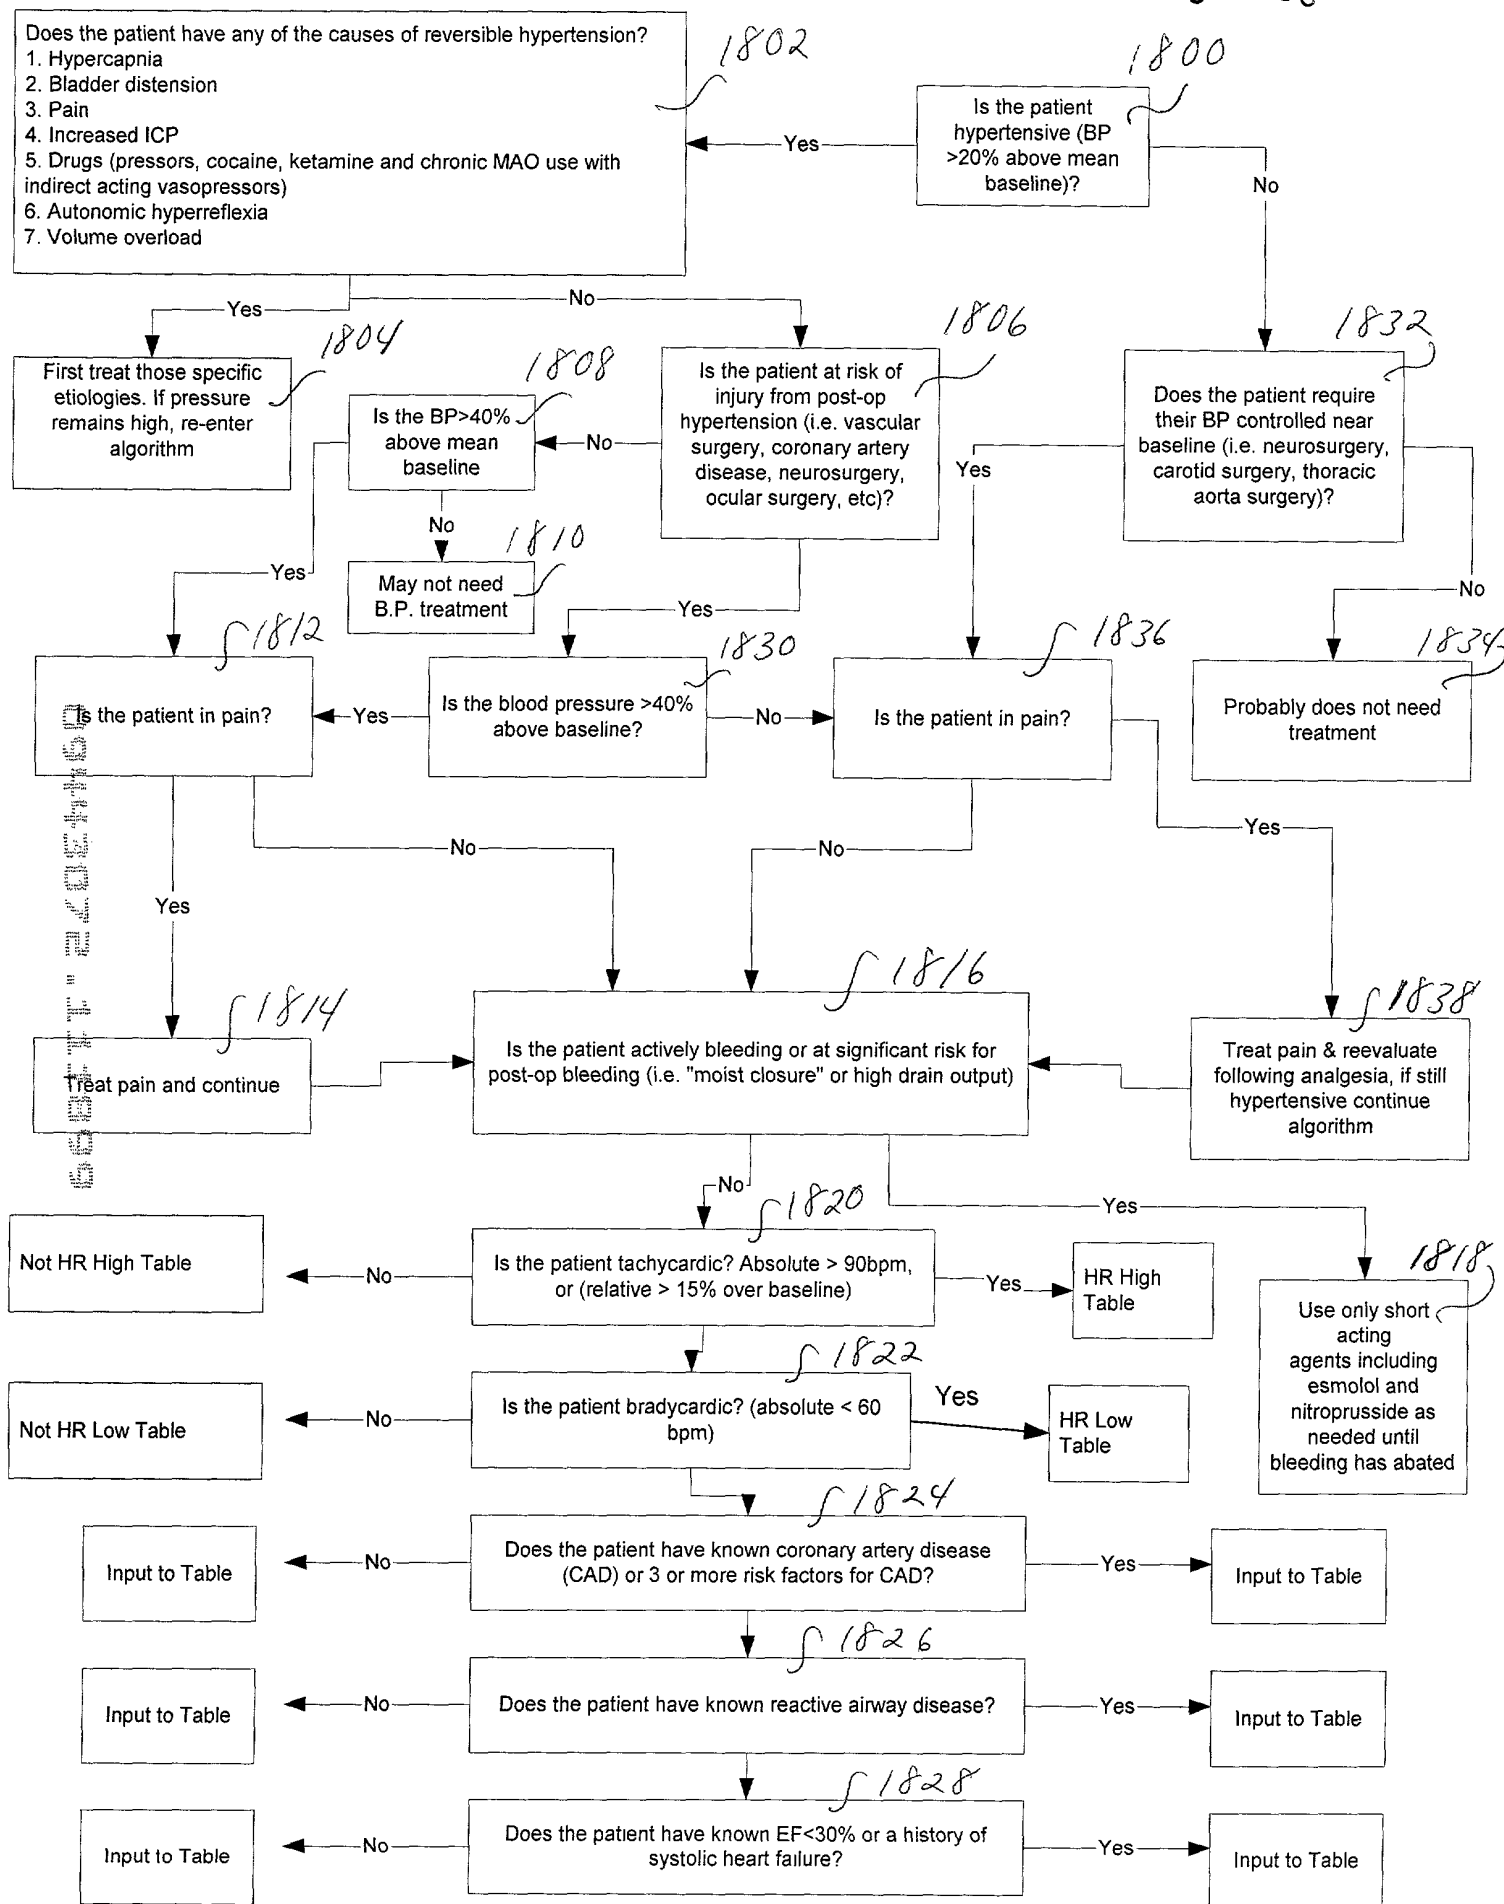 Does the patient have any of the causes of reversible hypertension?
1. Hypercapnia
2. Bladder distension
3. Pain
4. Increased ICP
5. Drugs (pressors, cocaine, ketamine and chronic MAO use with
indirect acting vasopressors)
6. Autonomic hyperreflexia
7. Volume overload
1802
1800
Is the patient
hypertensive (BP
>20% above mean
baseline)?
Yes
No
Yes
No
1804
First treat those specific
etiologies. If pressure
remains high, re-enter
algorithm
1808
Is the BP>40%
above mean
baseline
No
1806
Is the patient at risk of
injury from post-op
hypertension (i.e. vascular
surgery, coronary artery
disease, neurosurgery,
ocular surgery, etc)?
1832
Does the patient require
their BP controlled near
baseline (i.e. neurosurgery,
carotid surgery, thoracic
aorta surgery)?
Yes
No
1810
May not need
B.P. treatment
Yes
Yes
No
1812
Is the patient in pain?
Yes
1830
Is the blood pressure >40%
above baseline?
No
1836
Is the patient in pain?
1834
Probably does not need
treatment
No
No
Yes
Yes
09443072.111899
1814
Treat pain and continue
1816
Is the patient actively bleeding or at significant risk for
post-op bleeding (i.e. "moist closure" or high drain output)
1838
Treat pain & reevaluate
following analgesia, if still
hypertensive continue
algorithm
No
Yes
Not HR High Table
No
1820
Is the patient tachycardic? Absolute > 90bpm,
or (relative > 15% over baseline)
Yes
HR High
Table
1818
Use only short
acting
agents including
esmolol and
nitroprusside as
needed until
bleeding has abated
Not HR Low Table
No
1822
Is the patient bradycardic? (absolute < 60
bpm)
Yes
HR Low
Table
Input to Table
No
1824
Does the patient have known coronary artery disease
(CAD) or 3 or more risk factors for CAD?
Yes
Input to Table
Input to Table
No
1826
Does the patient have known reactive airway disease?
Yes
Input to Table
Input to Table
No
1828
Does the patient have known EF<30% or a history of
systolic heart failure?
Yes
Input to Table